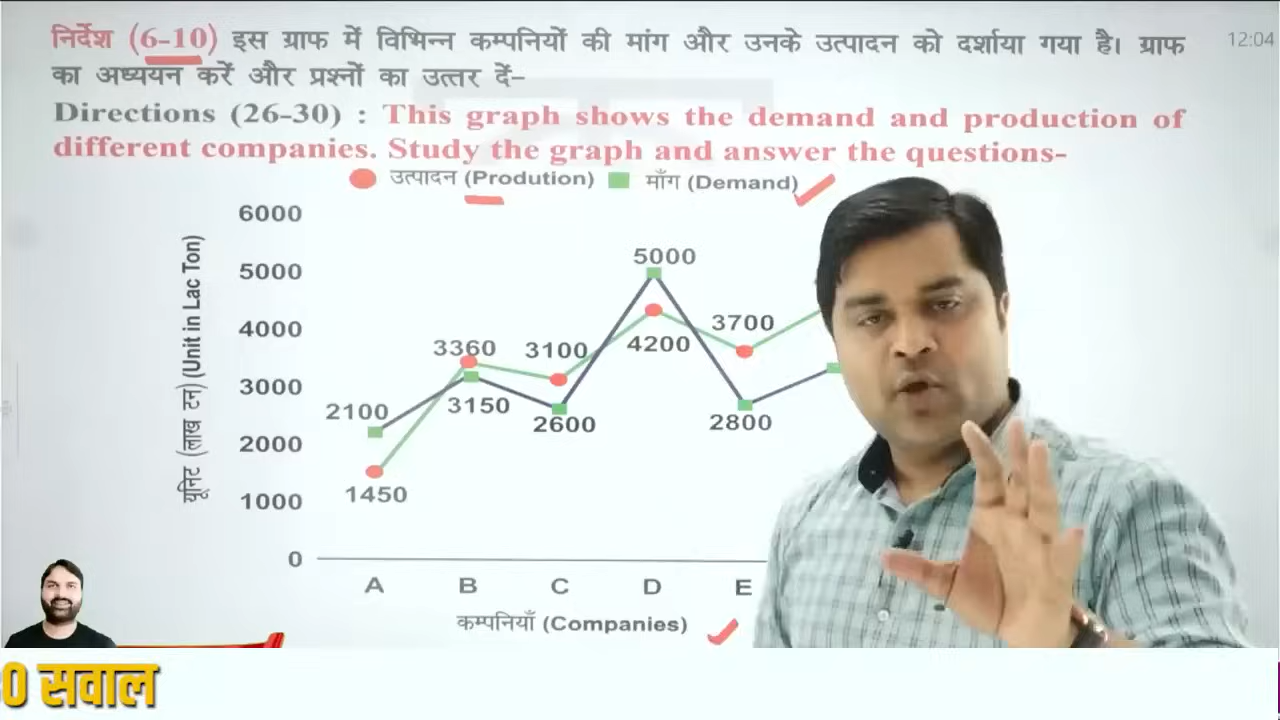 निर्देश (6-10) इस ग्राफ में विभिन्न कम्पनियों की मांग और उनके उत्पादन को दर्शाया गया है। ग्राफ
12:04
का अध्ययन करें और प्रश्नों का उत्तर दें-
Directions (26-30) : This graph shows the demand and production of
different companies. Study the graph and answer the questions-
उत्पादन (Prodution) माँग (Demand)
यूनिट (लाख टन) (Unit in Lac Ton)
6000
5000
4000
3000
2000
1000
0
2100
1450
3360
3150
3100
2600
5000
4200
3700
2800
A B C D E
कम्पनियाँ (Companies)
0 सवाल